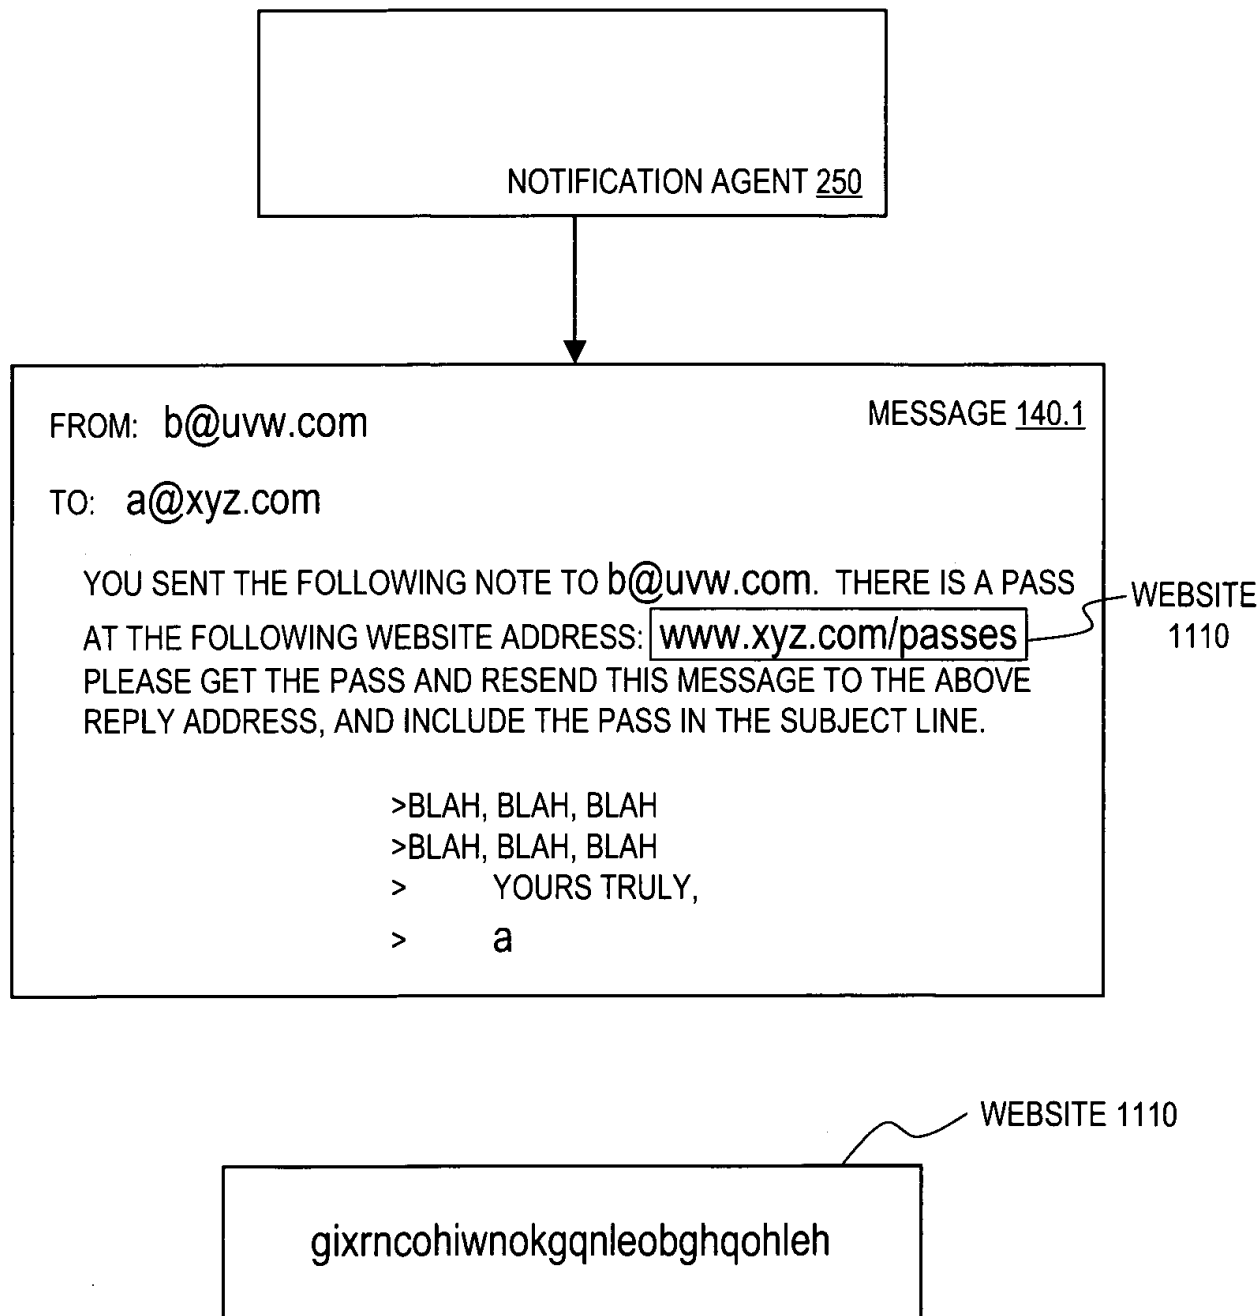 NOTIFICATION AGENT 250
FROM: b@uvw.com
MESSAGE 140.1
TO: a@xyz.com
YOU SENT THE FOLLOWING NOTE TO b@uvw.com. THERE IS A PASS
AT THE FOLLOWING WEBSITE ADDRESS: www.xyz.com/passes
PLEASE GET THE PASS AND RESEND THIS MESSAGE TO THE ABOVE
REPLY ADDRESS, AND INCLUDE THE PASS IN THE SUBJECT LINE.
WEBSITE
1110
>BLAH, BLAH, BLAH
>BLAH, BLAH, BLAH
> YOURS TRULY,
> a
WEBSITE 1110
gixrncohiwnokgqnleobghqohleh